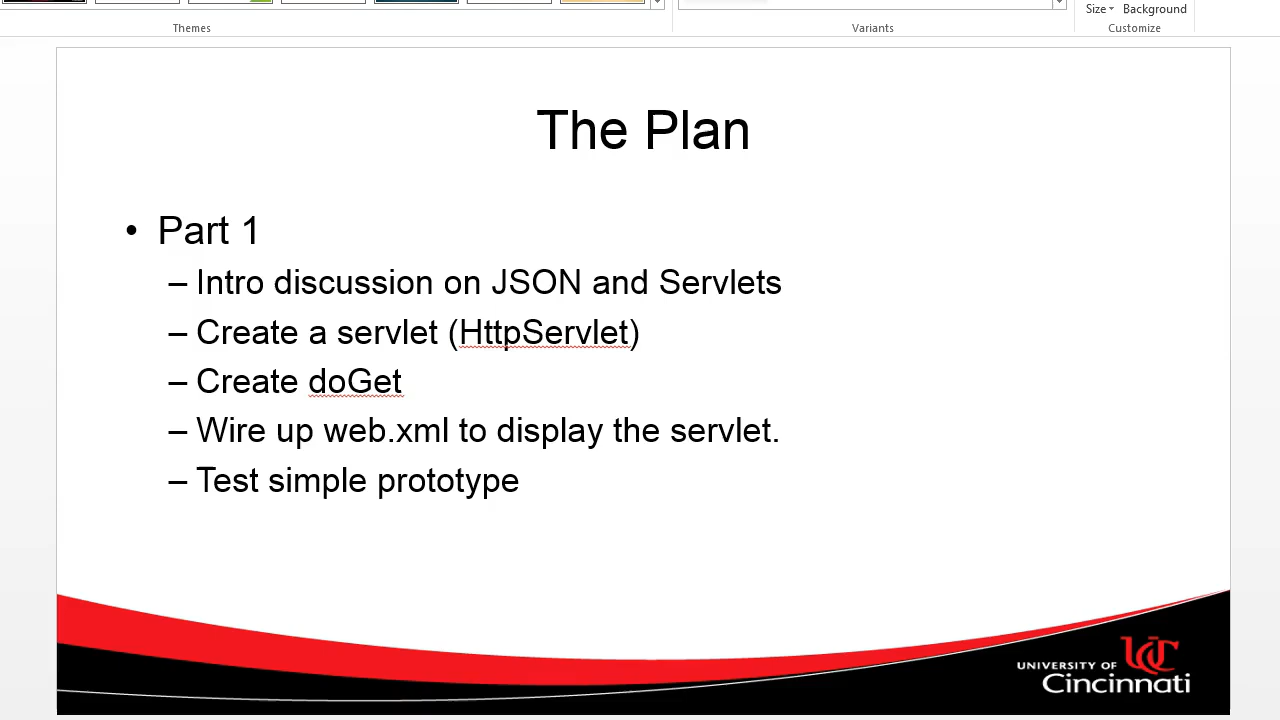 Size Background
Themes Variants Customize
The Plan
• Part 1
– Intro discussion on JSON and Servlets
– Create a servlet (HttpServlet)
– Create doGet
– Wire up web.xml to display the servlet.
– Test simple prototype
UC
UNIVERSITY OF
Cincinnati